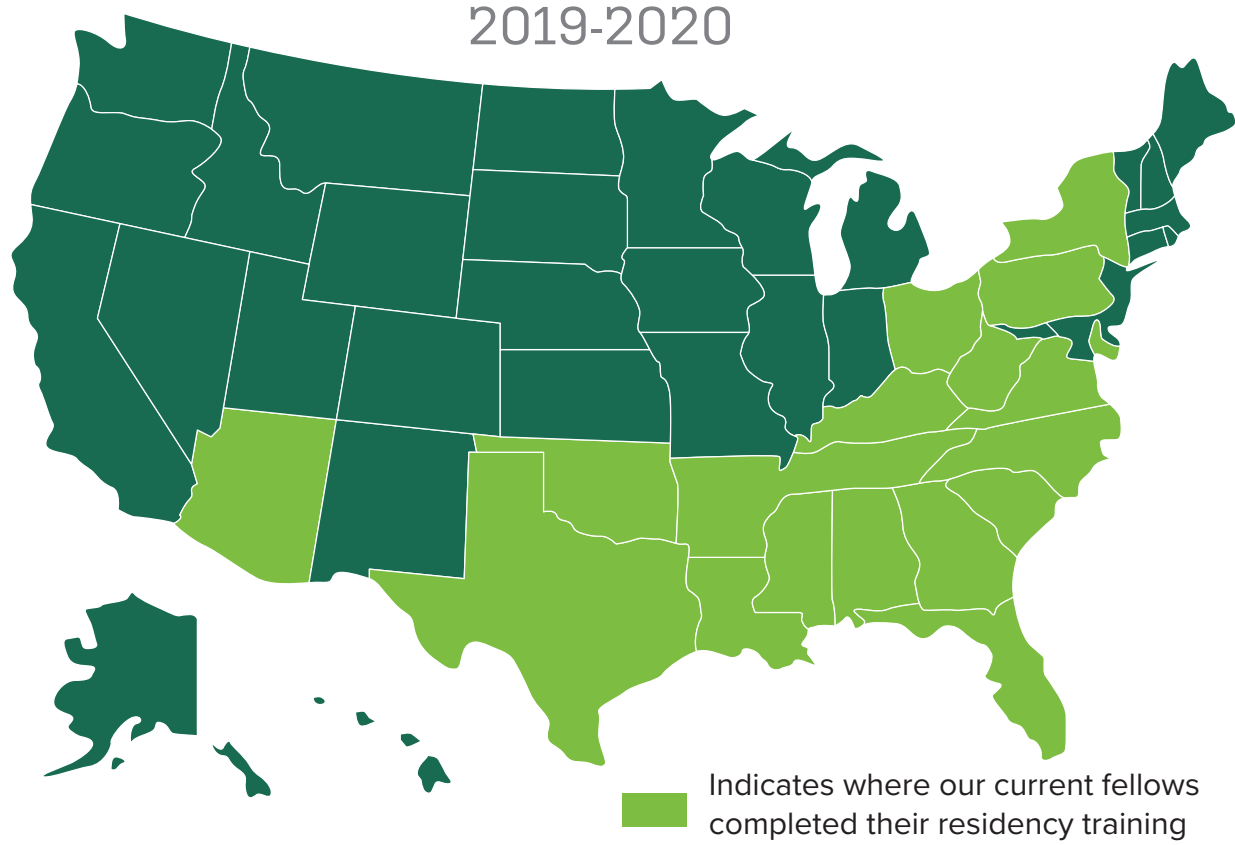 2019-2020
Indicates where our current fellows
completed their residency training